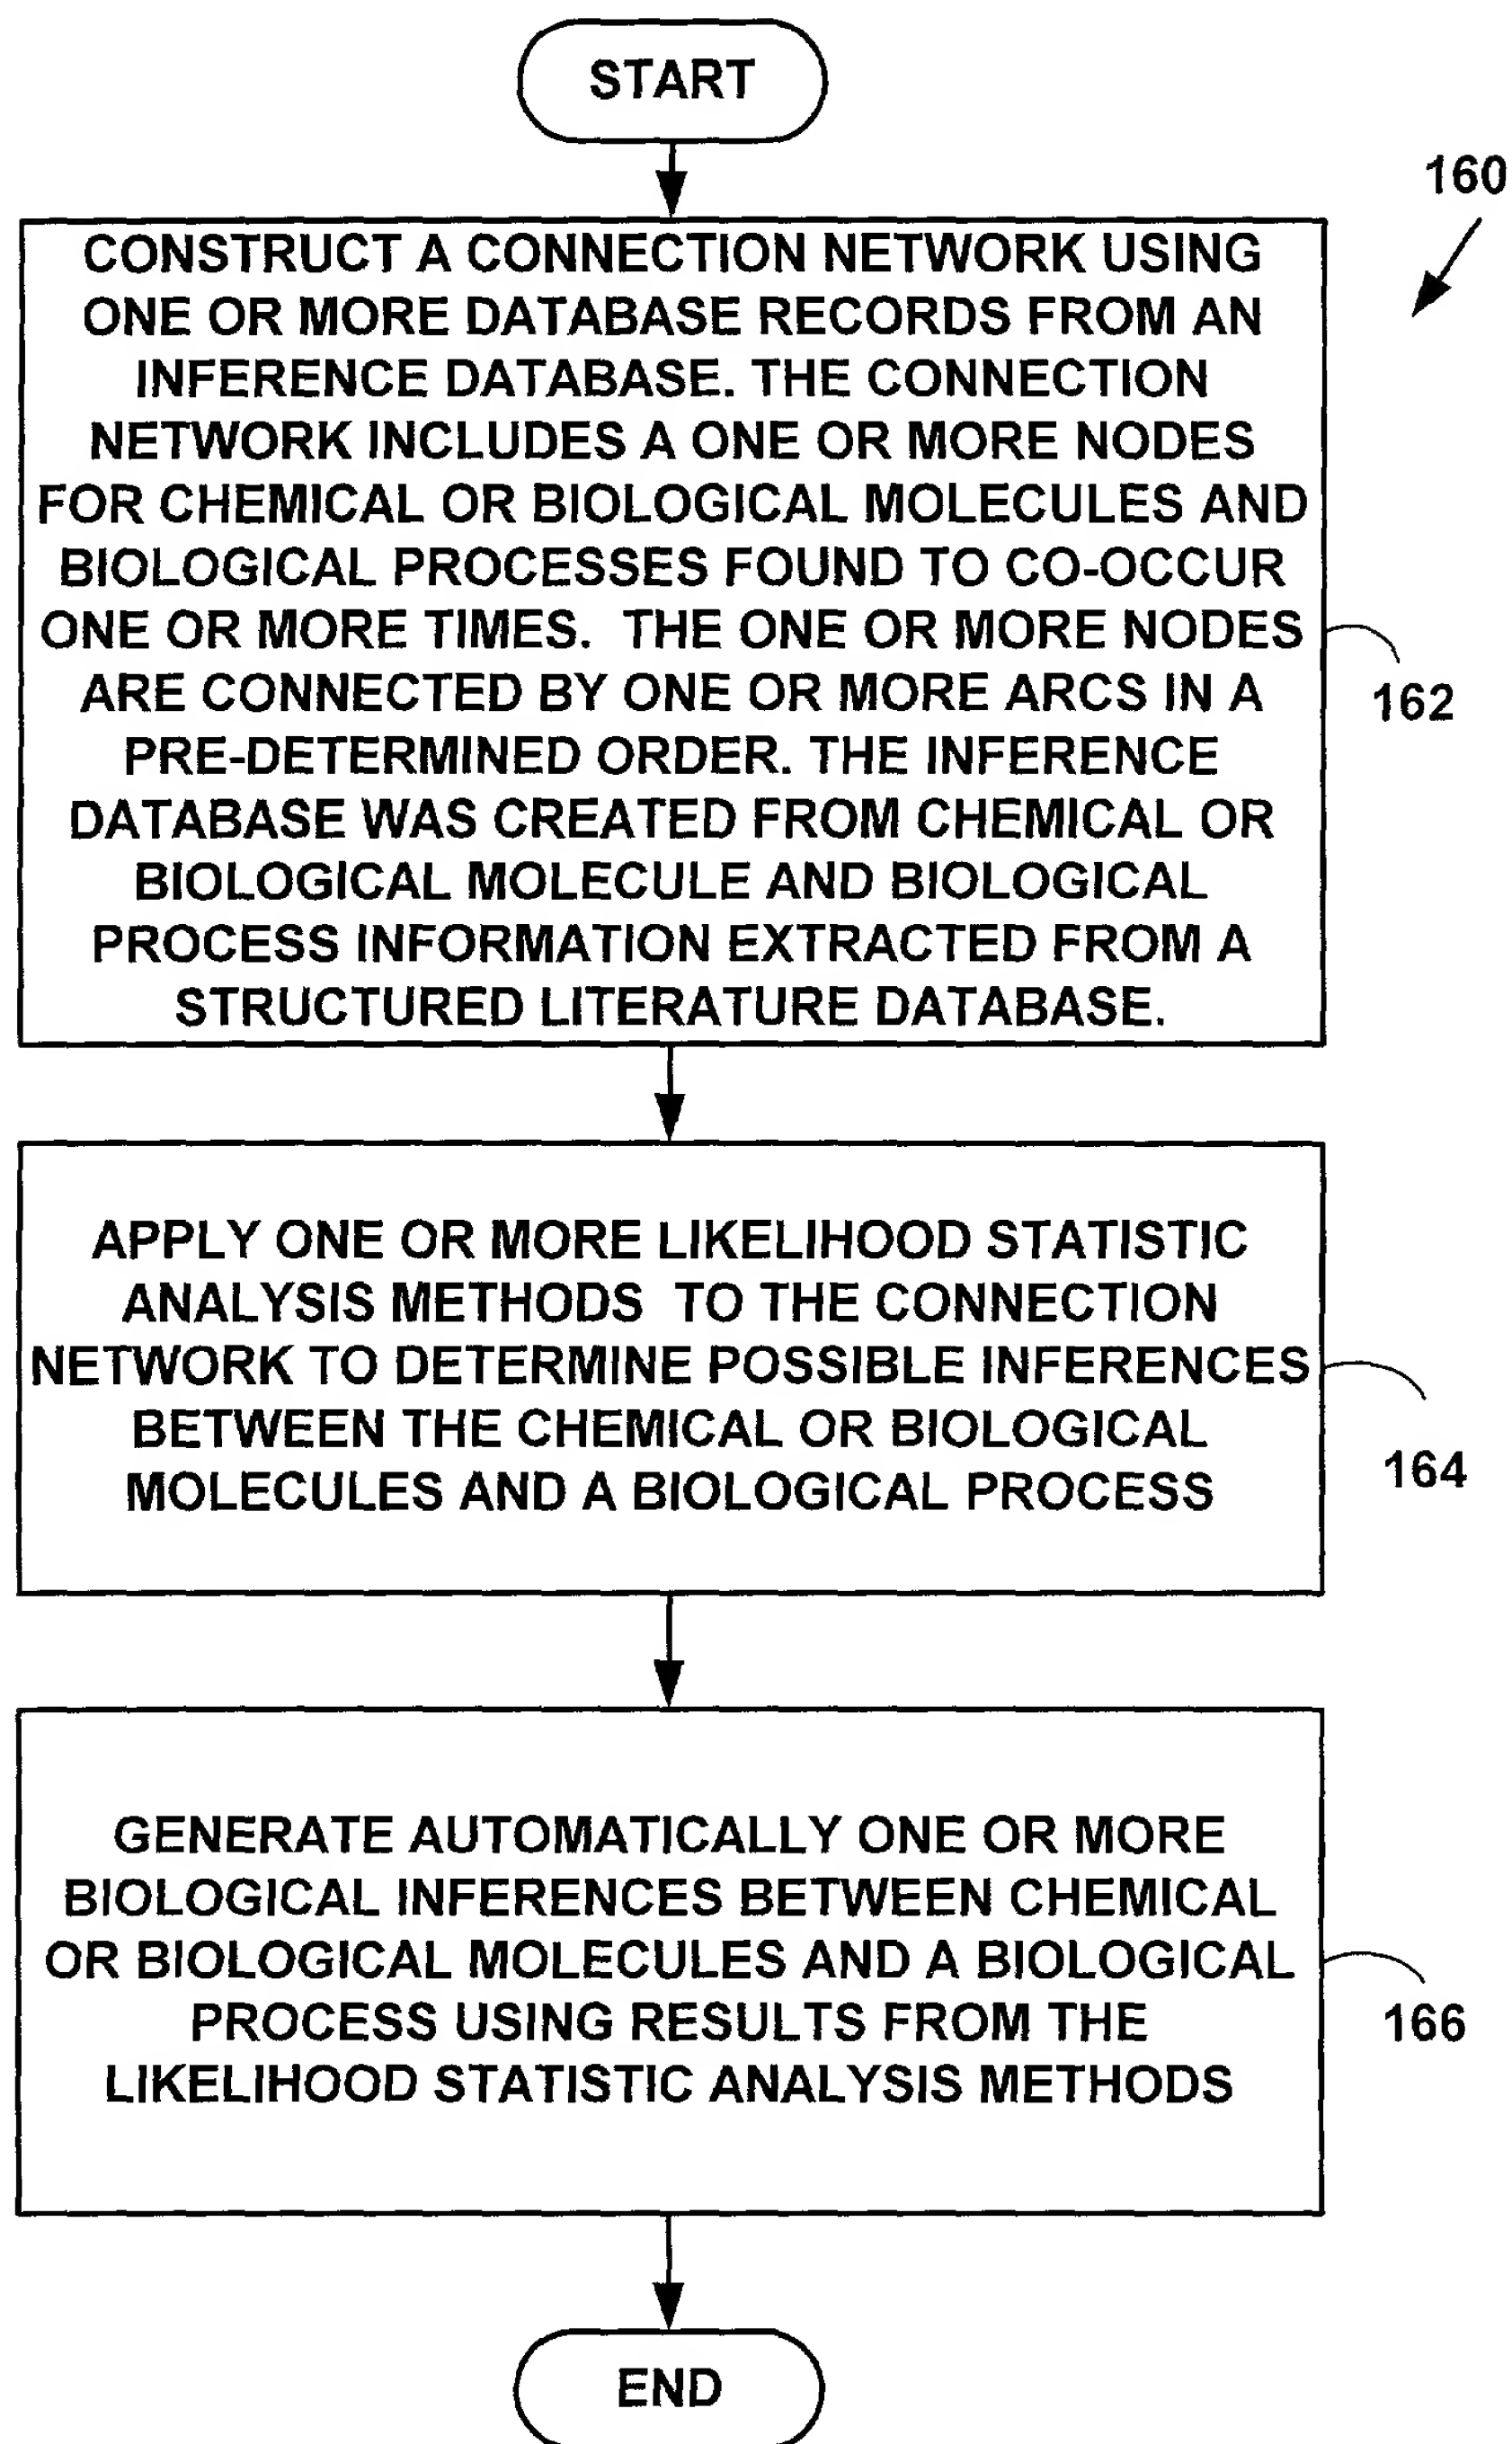 START
160
CONSTRUCT A CONNECTION NETWORK USING
ONE OR MORE DATABASE RECORDS FROM AN
INFERENCE DATABASE. THE CONNECTION
NETWORK INCLUDES A ONE OR MORE NODES
FOR CHEMICAL OR BIOLOGICAL MOLECULES AND
BIOLOGICAL PROCESSES FOUND TO CO-OCCUR
ONE OR MORE TIMES. THE ONE OR MORE NODES
ARE CONNECTED BY ONE OR MORE ARCS IN A
PRE-DETERMINED ORDER. THE INFERENCE
DATABASE WAS CREATED FROM CHEMICAL OR
BIOLOGICAL MOLECULE AND BIOLOGICAL
PROCESS INFORMATION EXTRACTED FROM A
STRUCTURED LITERATURE DATABASE.
162
APPLY ONE OR MORE LIKELIHOOD STATISTIC
ANALYSIS METHODS TO THE CONNECTION
NETWORK TO DETERMINE POSSIBLE INFERENCES
BETWEEN THE CHEMICAL OR BIOLOGICAL
MOLECULES AND A BIOLOGICAL PROCESS
164
GENERATE AUTOMATICALLY ONE OR MORE
BIOLOGICAL INFERENCES BETWEEN CHEMICAL
OR BIOLOGICAL MOLECULES AND A BIOLOGICAL
PROCESS USING RESULTS FROM THE
LIKELIHOOD STATISTIC ANALYSIS METHODS
166
END